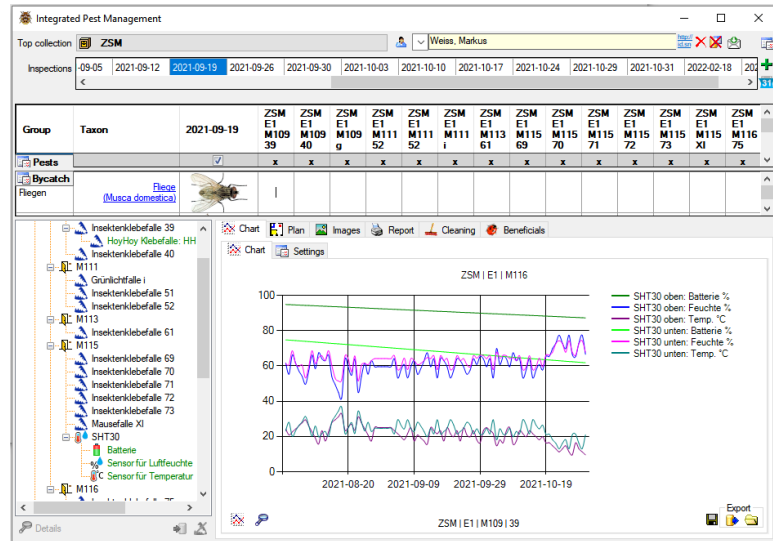 Integrated Pest Management
Top collection ZSM Weiss, Markus http:// id.sn
Inspections -09-05 2021-09-12 2021-09-19 2021-09-26 2021-09-30 2021-10-03 2021-10-10 2021-10-17 2021-10-24 2021-10-29 2021-10-31 2022-02-18 202
Group Taxon 2021-09-19
ZSM E1 M109 39
ZSM E1 M109 40
ZSM E1 M109 g
ZSM E1 M111 52
ZSM E1 M111 52
ZSM E1 M111 i
ZSM E1 M113 61
ZSM E1 M115 69
ZSM E1 M115 70
ZSM E1 M115 71
ZSM E1 M115 72
ZSM E1 M115 73
ZSM E1 M115 XI
ZSM E1 M116 75
Pests x x x x x x x x x x x x x x
Bycatch
Fliegen
Fliege
(Musca domestica)
Insektenklebefalle 39
HoyHoy Klebefalle: HH
Insektenklebefalle 40
M111
Grünlichtfalle i
Insektenklebefalle 51
Insektenklebefalle 52
M113
Insektenklebefalle 61
M115
Insektenklebefalle 69
Insektenklebefalle 70
Insektenklebefalle 71
Insektenklebefalle 72
Insektenklebefalle 73
Mausefalle XI
SHT30
Batterie
% Sensor für Luftfeuchte
°C Sensor für Temperatur
M116
Details
Chart Plan Images Report Cleaning Beneficials
Chart Settings
ZSM | E1 | M116
100
80
60
40
20
0
2021-08-20 2021-09-09 2021-09-29 2021-10-19
SHT30 oben: Batterie %
SHT30 oben: Feuchte %
SHT30 oben: Temp. °C
SHT30 unten: Batterie %
SHT30 unten: Feuchte %
SHT30 unten: Temp. °C
ZSM | E1 | M109 | 39
Export